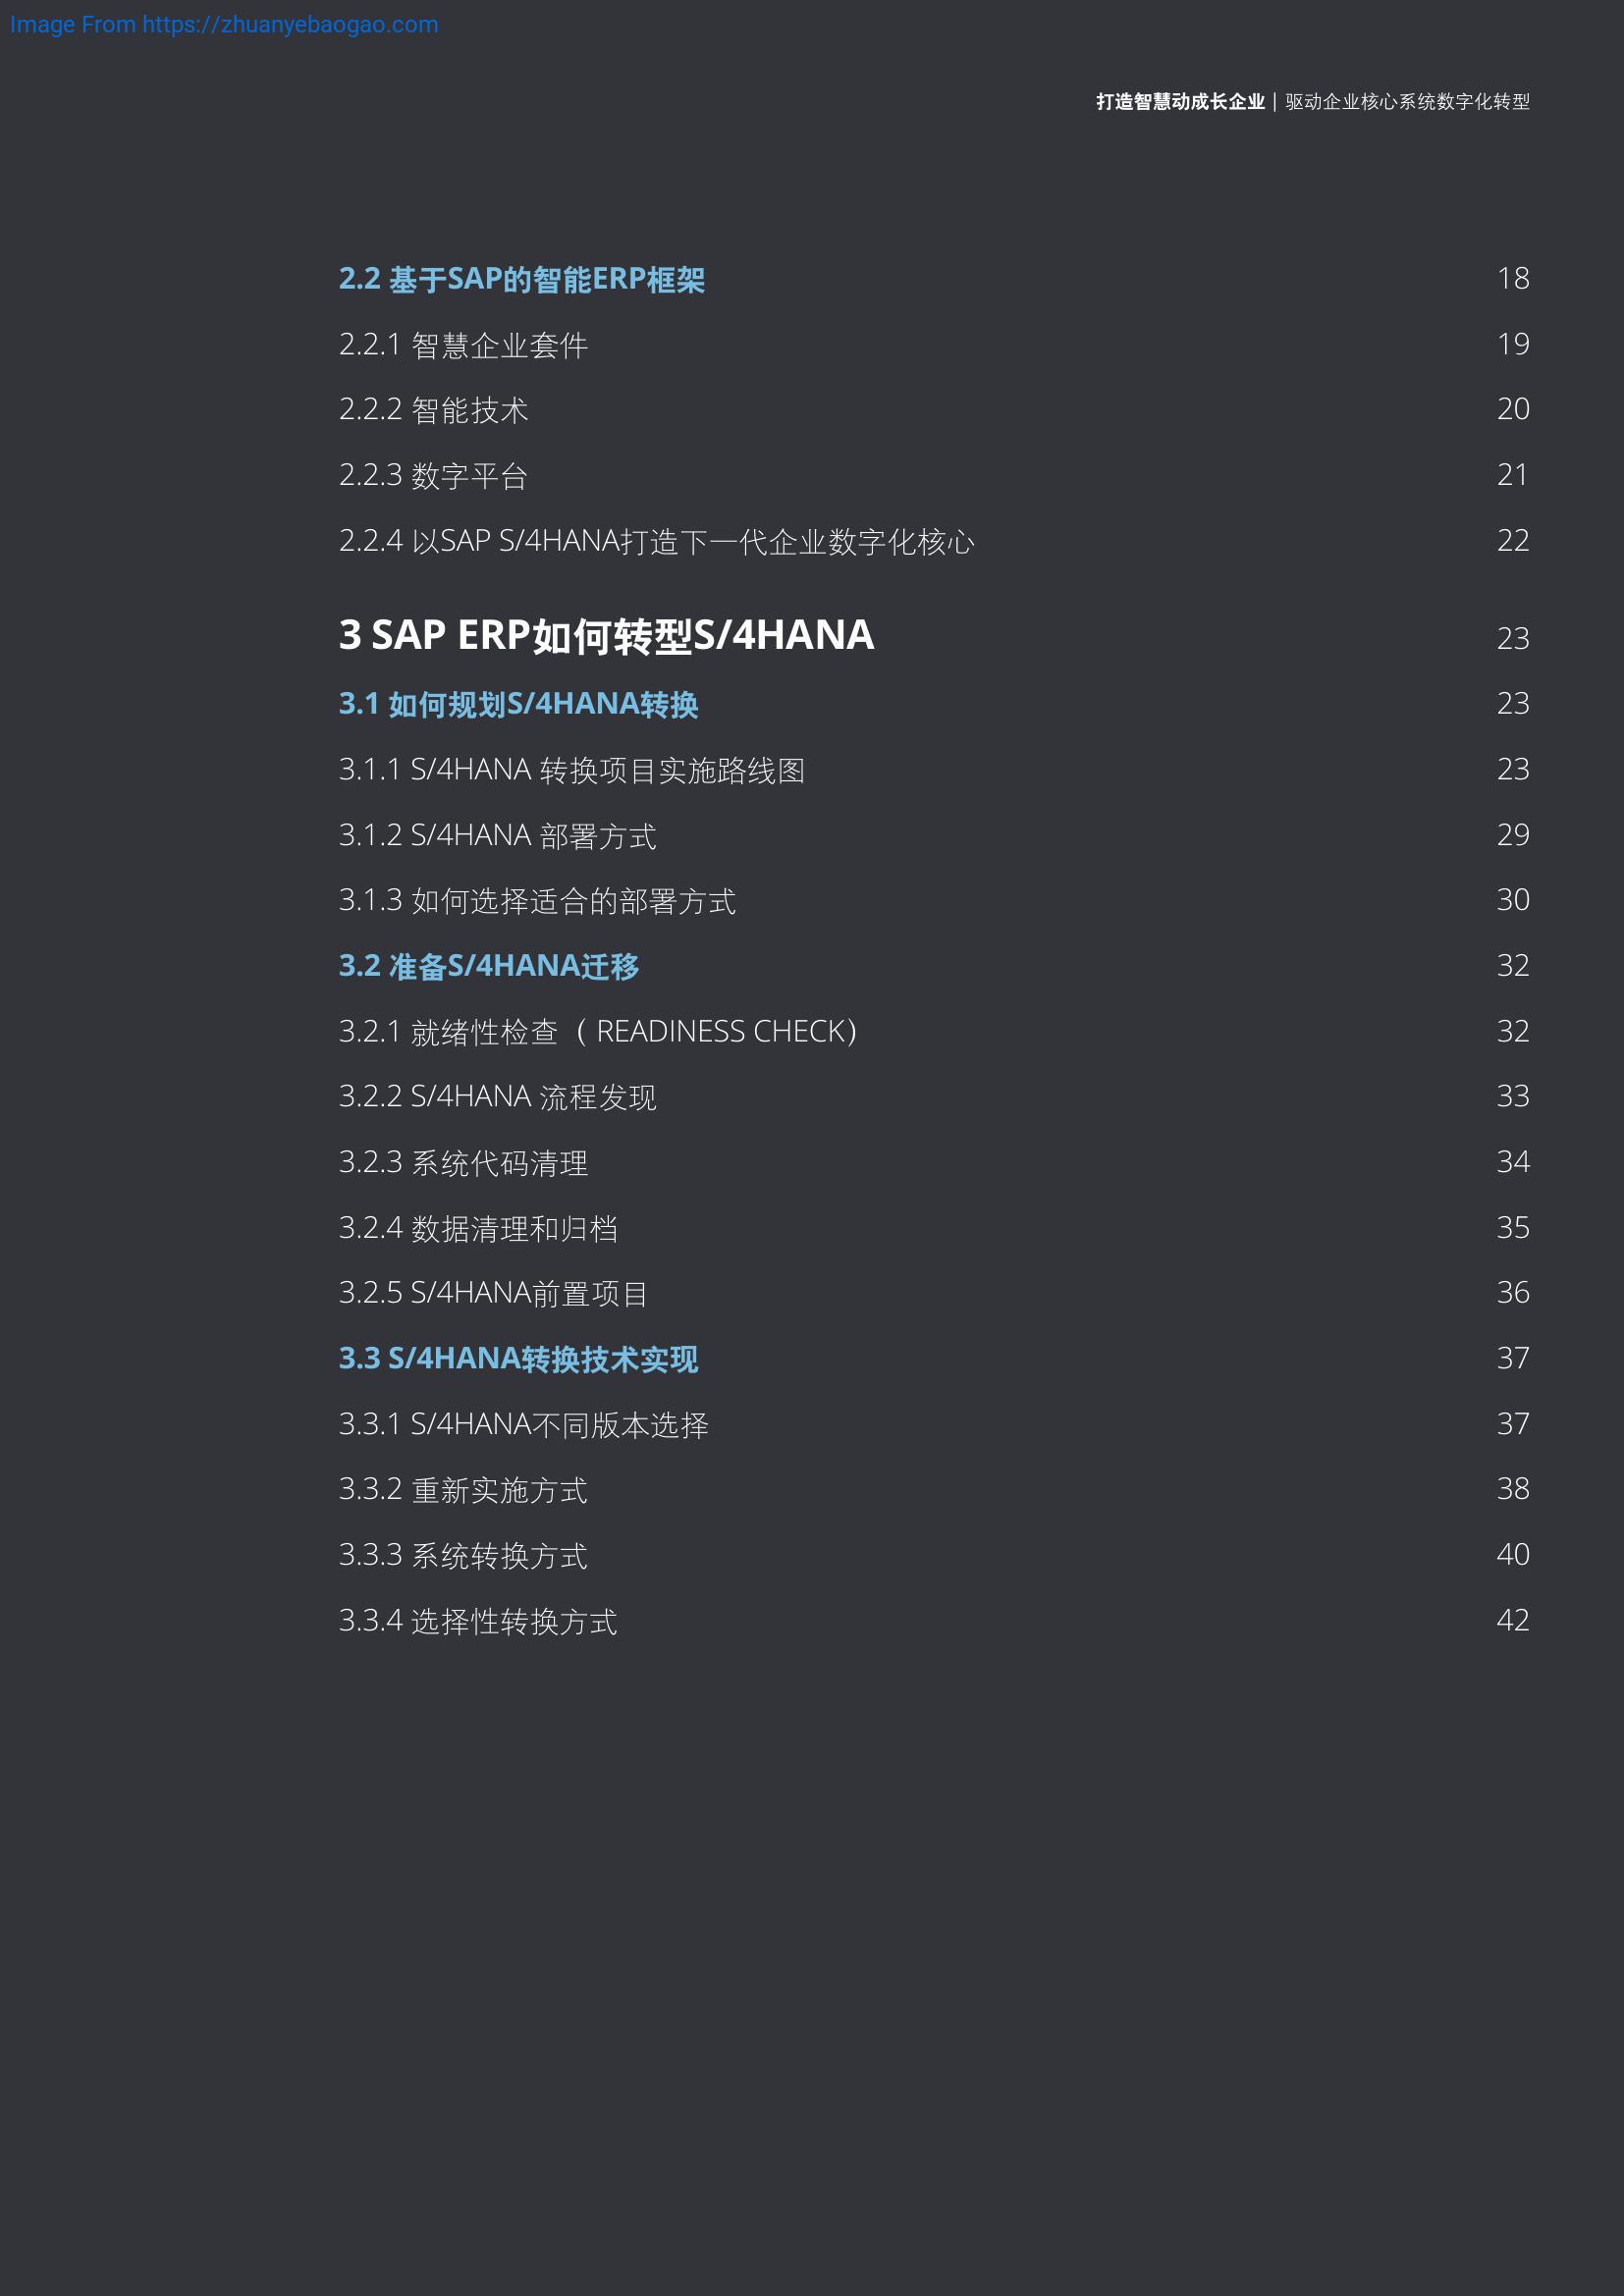 Image From https://zhuanyebaogao.com
打造智慧动成长企业 | 驱动企业核心系统数字化转型
2.2 基于SAP的智能ERP框架 18
2.2.1 智慧企业套件 19
2.2.2 智能技术 20
2.2.3 数字平台 21
2.2.4 以SAP S/4HANA打造下一代企业数字化核心 22
3 SAP ERP如何转型S/4HANA 23
3.1 如何规划S/4HANA转换 23
3.1.1 S/4HANA 转换项目实施路线图 23
3.1.2 S/4HANA 部署方式 29
3.1.3 如何选择适合的部署方式 30
3.2 准备S/4HANA迁移 32
3.2.1 就绪性检查（ READINESS CHECK） 32
3.2.2 S/4HANA 流程发现 33
3.2.3 系统代码清理 34
3.2.4 数据清理和归档 35
3.2.5 S/4HANA前置项目 36
3.3 S/4HANA转换技术实现 37
3.3.1 S/4HANA不同版本选择 37
3.3.2 重新实施方式 38
3.3.3 系统转换方式 40
3.3.4 选择性转换方式 42